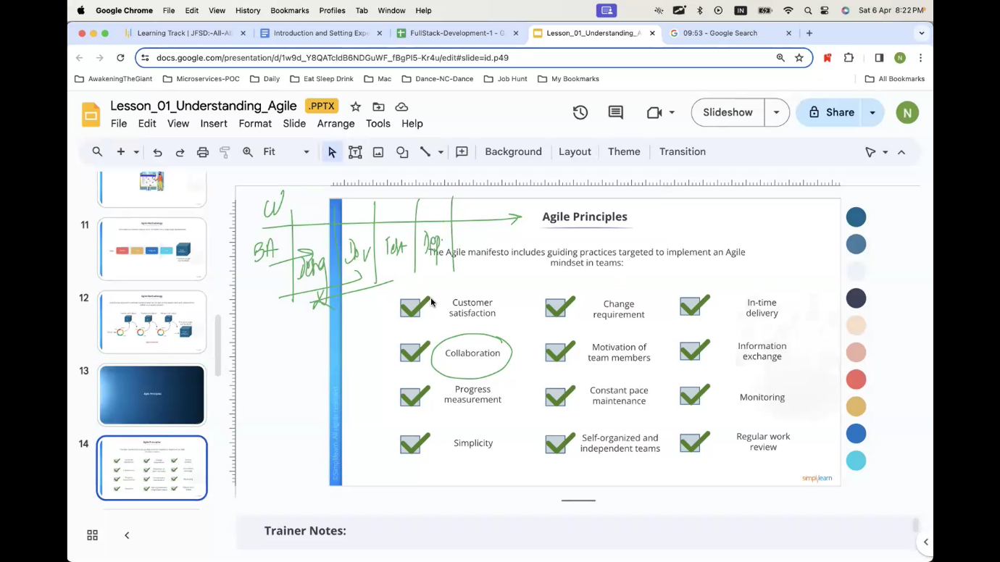 Google Chrome File Edit View History Bookmarks Profiles Tab Window Help IN Sat 6 Apr 8:22 PM
Learning Track | JFSD:-All-Ab Introduction and Setting Expe FullStack-Development-1 - G Lesson_01_Understanding_A 09:53 - Google Search
docs.google.com/presentation/d/1w9d_Y8QATcIdB6NDGuWF_fBgPl5-Kr4u/edit#slide=id.p49 N
AwakeningTheGiant Microservices-POC Daily Eat Sleep Drink Mac Dance-NC-Dance Job Hunt My Bookmarks All Bookmarks
Lesson_01_Understanding_Agile .PPTX
File Edit View Insert Format Slide Arrange Tools Help
Slideshow Share N
Fit Background Layout Theme Transition
11
Agile Methodology
12
Agile Methodology
13
Agile Principles
14
Agile Principles
W
BA Dev Test Dep.
Agile Principles
The Agile manifesto includes guiding practices targeted to implement an Agile
mindset in teams:
Customer
satisfaction
Change
requirement
In-time
delivery
Collaboration
Motivation of
team members
Information
exchange
Progress
measurement
Constant pace
maintenance
Monitoring
Simplicity
Self-organized and
independent teams
Regular work
review
©Simplilearn. All rights reserved.
simplilearn
Trainer Notes: